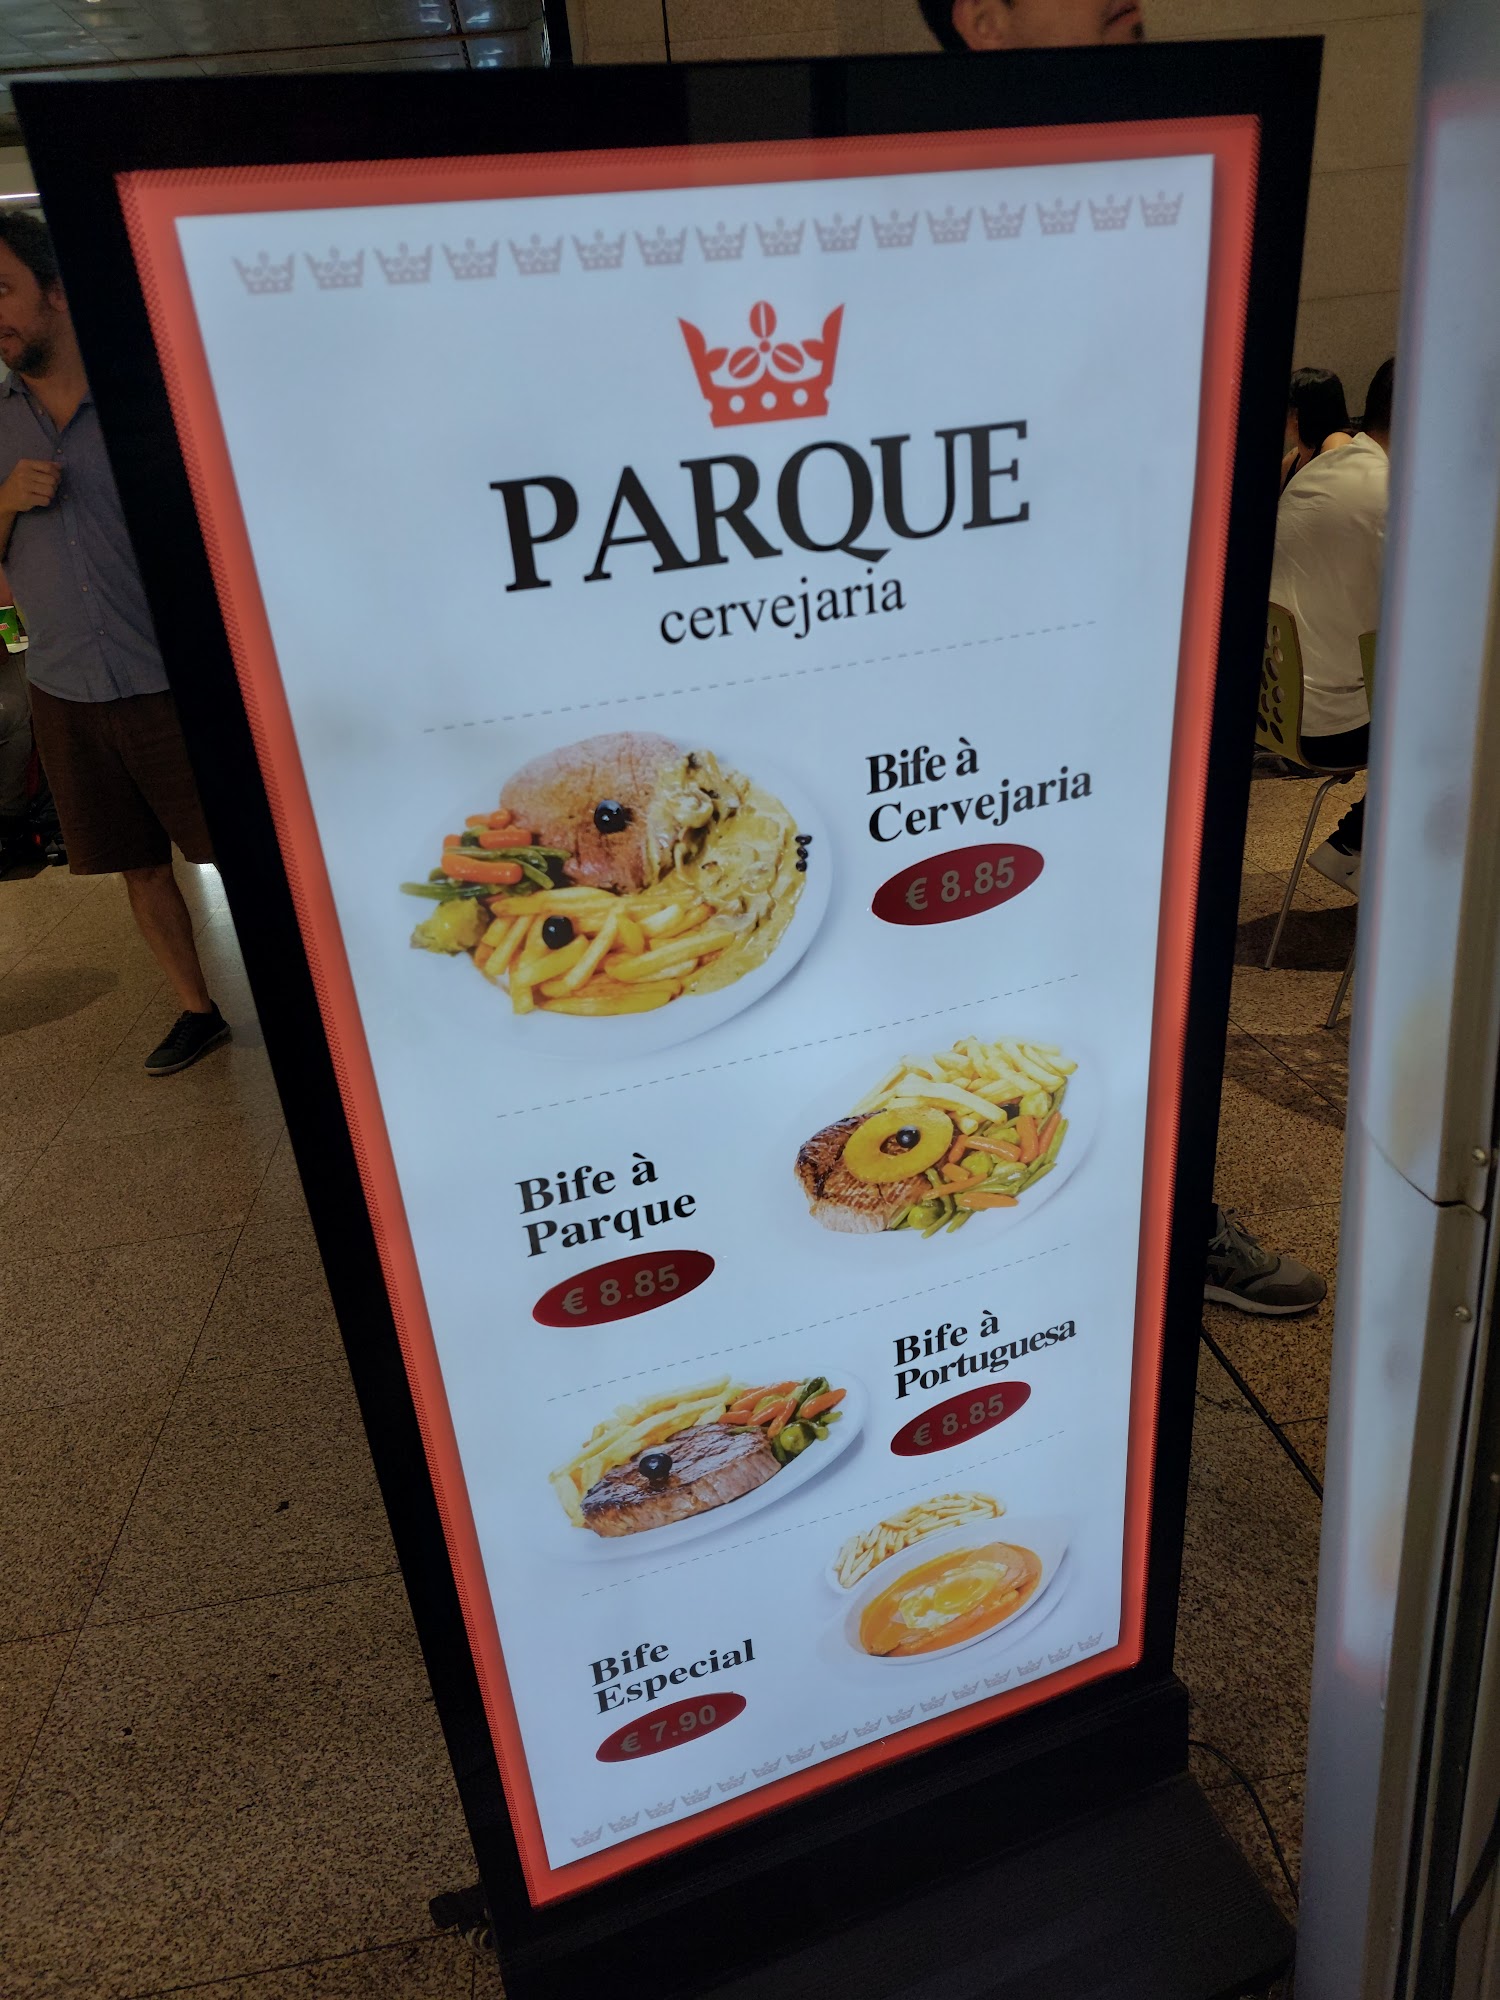 PARQUE
cervejaria
Bife à
Cervejaria
€ 8.85
Bife à
Parque
€ 8.85
Bife à
Portuguesa
€ 8.85
Bife
Especial
€ 7.90